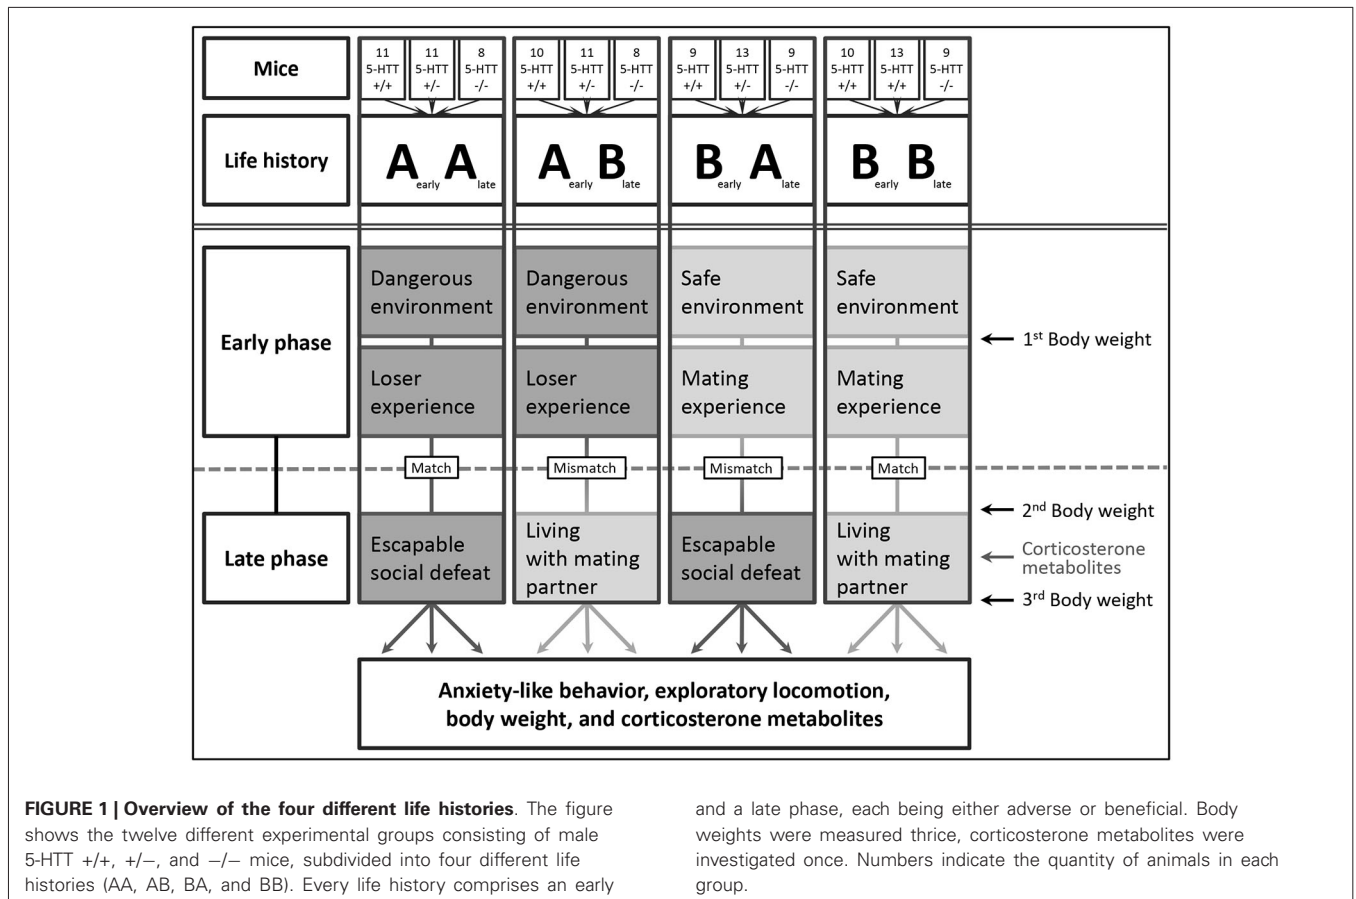 Mice
11
5-HTT
+/+
11
5-HTT
+/-
8
5-HTT
-/-
10
5-HTT
+/+
11
5-HTT
+/-
8
5-HTT
-/-
9
5-HTT
+/+
13
5-HTT
+/-
9
5-HTT
-/-
10
5-HTT
+/+
13
5-HTT
+/+
9
5-HTT
-/-
Life history
A early A late
A early B late
B early A late
B early B late
Early phase
Dangerous
environment
Dangerous
environment
Safe
environment
Safe
environment
1st Body weight
Loser
experience
Loser
experience
Mating
experience
Mating
experience
Match
Mismatch
Mismatch
Match
Late phase
Escapable
social defeat
Living
with mating
partner
Escapable
social defeat
Living
with mating
partner
2nd Body weight
Corticosterone
metabolites
3rd Body weight
Anxiety-like behavior, exploratory locomotion,
body weight, and corticosterone metabolites
FIGURE 1 | Overview of the four different life histories. The figure
shows the twelve different experimental groups consisting of male
5-HTT +/+, +/−, and −/− mice, subdivided into four different life
histories (AA, AB, BA, and BB). Every life history comprises an early
and a late phase, each being either adverse or beneficial. Body
weights were measured thrice, corticosterone metabolites were
investigated once. Numbers indicate the quantity of animals in each
group.